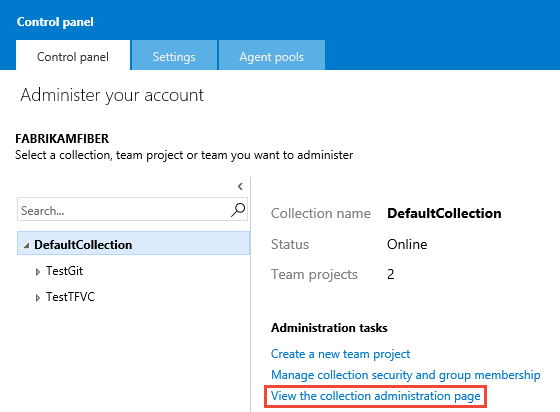 Control panel
Control panel
Settings
Agent pools
Administer your account
FABRIKAMFIBER
Select a collection, team project or team you want to administer
Search...
DefaultCollection
TestGit
TestTFVC
Collection name DefaultCollection
Status Online
Team projects 2
Administration tasks
Create a new team project
Manage collection security and group membership
View the collection administration page